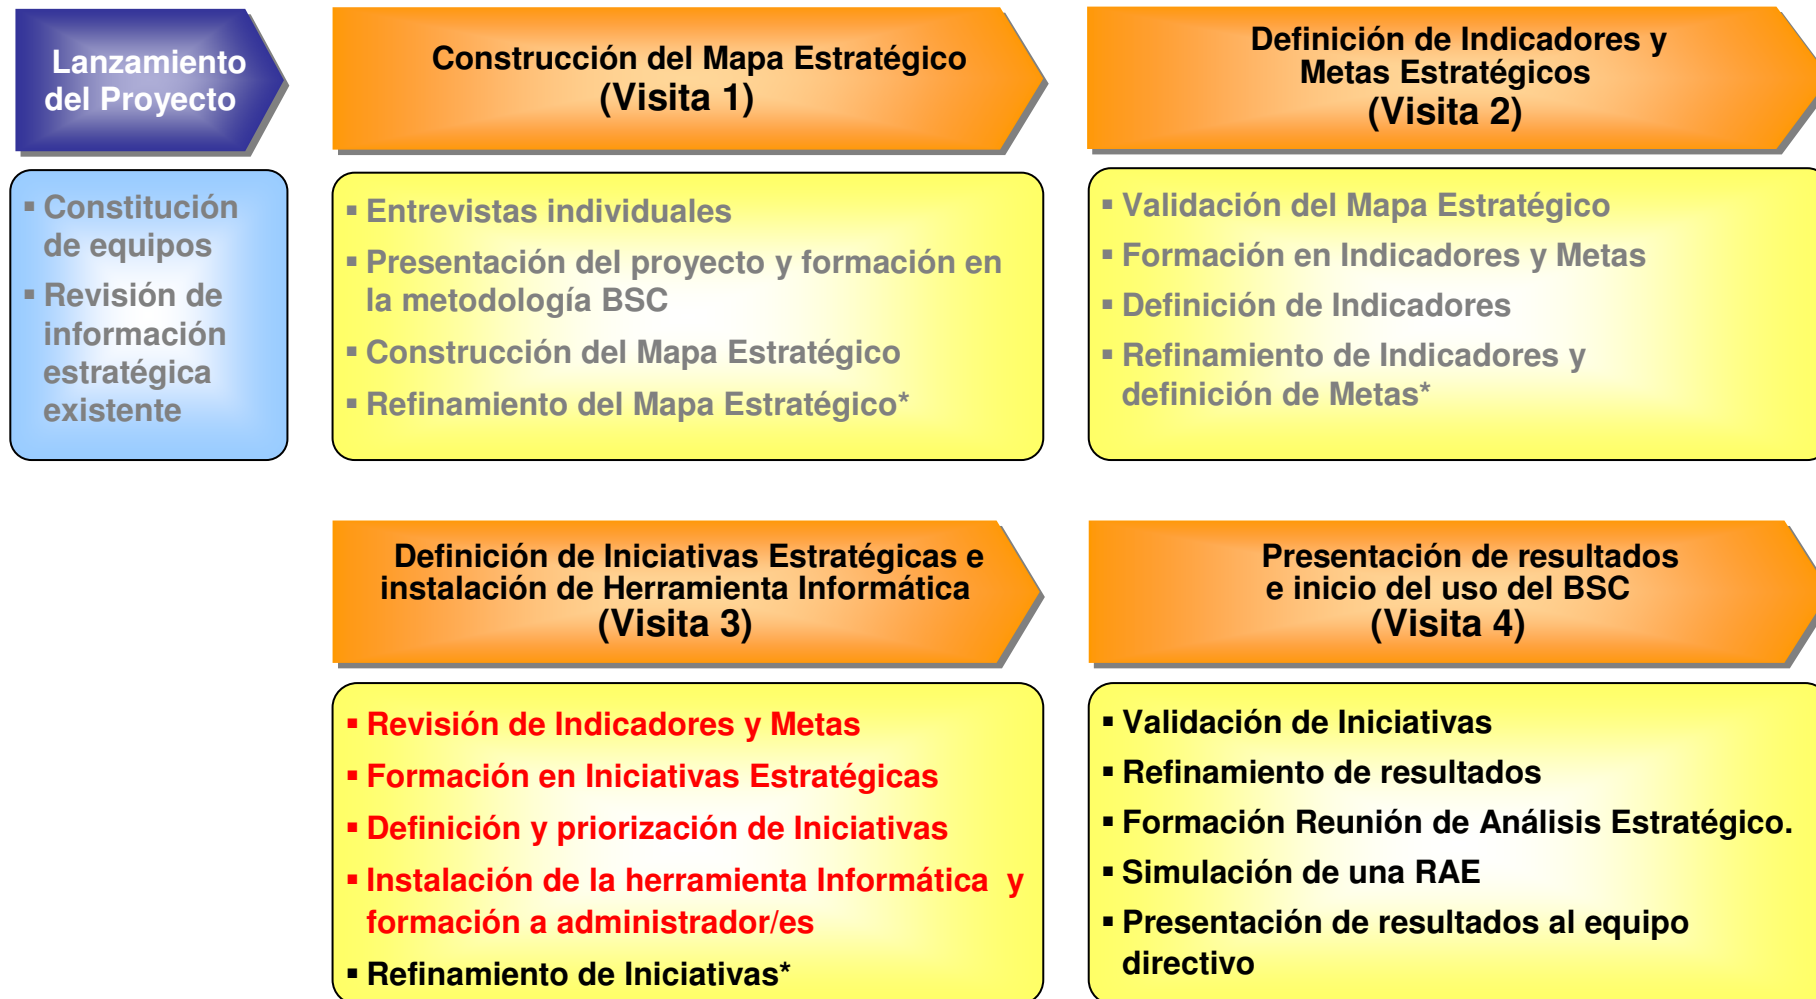 Lanzamiento
del Proyecto
▪ Constitución
de equipos
▪ Revisión de
información
estratégica
existente
Construcción del Mapa Estratégico
(Visita 1)
▪ Entrevistas individuales
▪ Presentación del proyecto y formación en
la metodología BSC
▪ Construcción del Mapa Estratégico
▪ Refinamiento del Mapa Estratégico*
Definición de Indicadores y
Metas Estratégicos
(Visita 2)
▪ Validación del Mapa Estratégico
▪ Formación en Indicadores y Metas
▪ Definición de Indicadores
▪ Refinamiento de Indicadores y
definición de Metas*
Definición de Iniciativas Estratégicas e
instalación de Herramienta Informática
(Visita 3)
▪ Revisión de Indicadores y Metas
▪ Formación en Iniciativas Estratégicas
▪ Definición y priorización de Iniciativas
▪ Instalación de la herramienta Informática y
formación a administrador/es
▪ Refinamiento de Iniciativas*
Presentación de resultados
e inicio del uso del BSC
(Visita 4)
▪ Validación de Iniciativas
▪ Refinamiento de resultados
▪ Formación Reunión de Análisis Estratégico.
▪ Simulación de una RAE
▪ Presentación de resultados al equipo
directivo